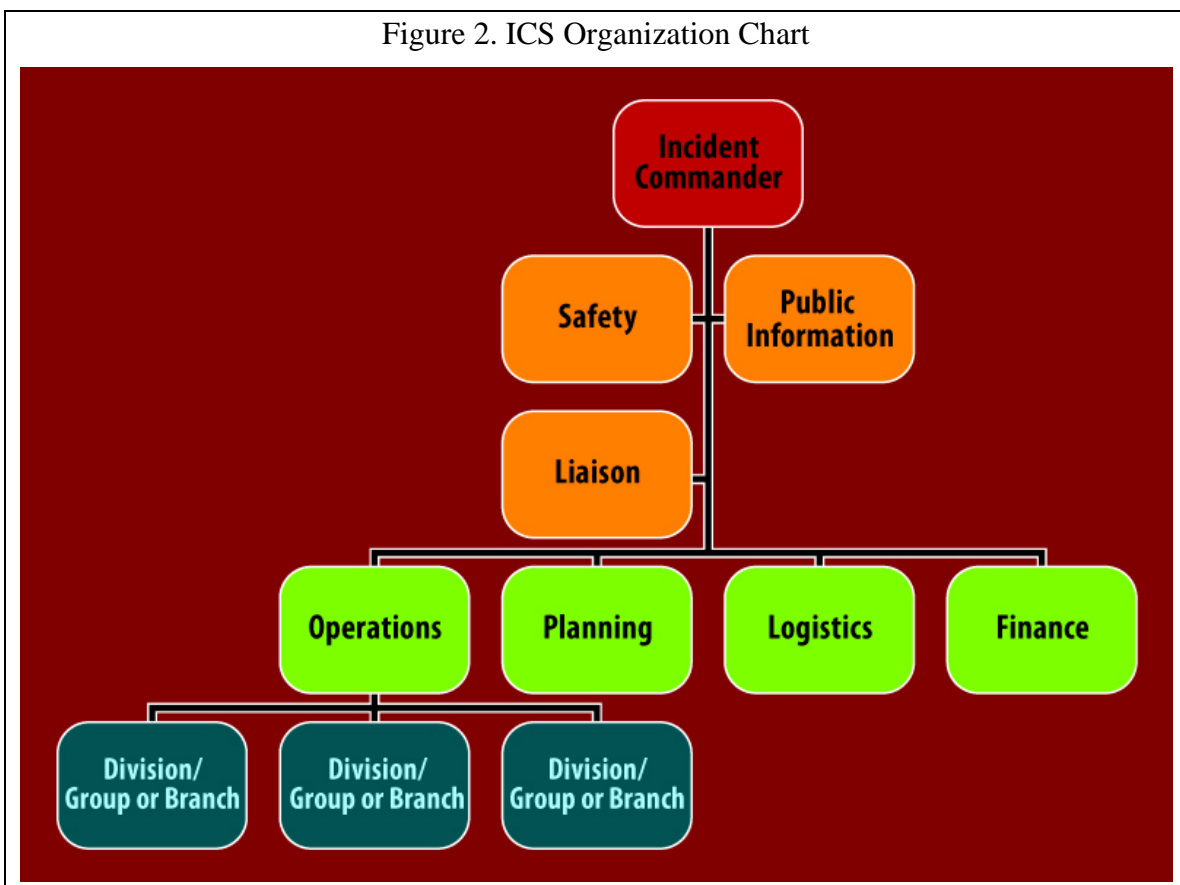 Figure 2. ICS Organization Chart
Incident
Commander
Safety
Public
Information
Liaison
Operations
Planning
Logistics
Finance
Division/
Group or Branch
Division/
Group or Branch
Division/
Group or Branch